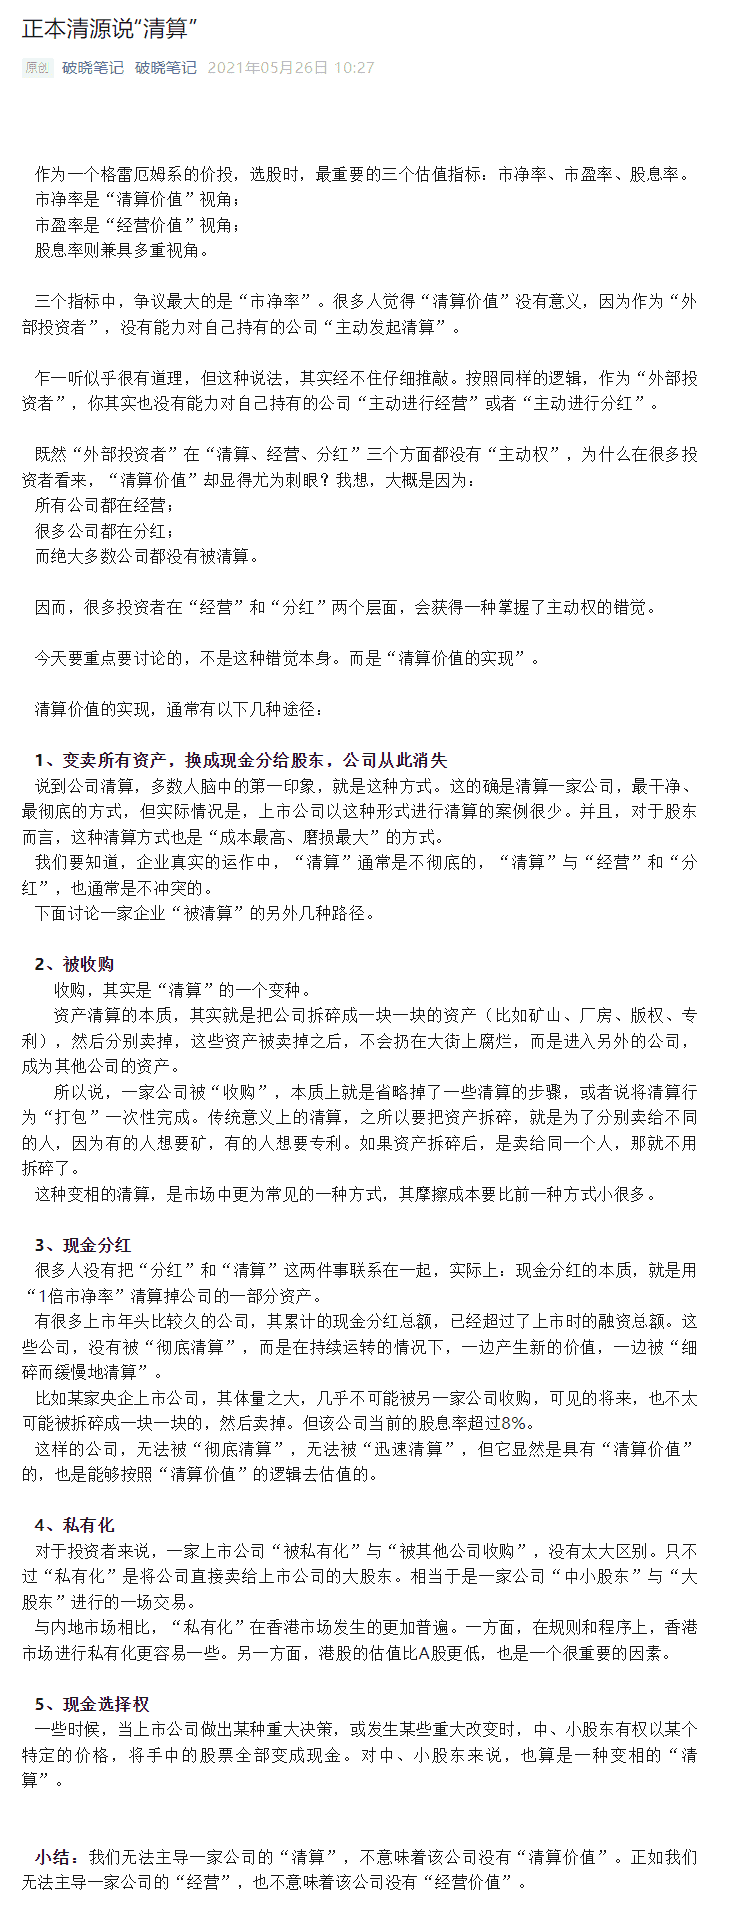 正本清源说“清算”
原创 破晓笔记 破晓笔记 2021年05月26日 10:27
作为一个格雷厄姆系的价投，选股时，最重要的三个估值指标：市净率、市盈率、股息率。
市净率是“清算价值”视角；
市盈率是“经营价值”视角；
股息率则兼具多重视角。
三个指标中，争议最大的是“市净率”。很多人觉得“清算价值”没有意义，因为作为“外
部投资者”，没有能力对自己持有的公司“主动发起清算”。
乍一听似乎很有道理，但这种说法，其实经不住仔细推敲。按照同样的逻辑，作为“外部投
资者”，你其实也没有能力对自己持有的公司“主动进行经营”或者“主动进行分红”。
既然“外部投资者”在“清算、经营、分红”三个方面都没有“主动权”，为什么在很多投
资者看来，“清算价值”却显得尤为刺眼？我想，大概是因为：
所有公司都在经营；
很多公司都在分红；
而绝大多数公司都没有被清算。
因而，很多投资者在“经营”和“分红”两个层面，会获得一种掌握了主动权的错觉。
今天要重点要讨论的，不是这种错觉本身。而是“清算价值的实现”。
清算价值的实现，通常有以下几种途径：
1、变卖所有资产，换成现金分给股东，公司从此消失
说到公司清算，多数人脑中的第一印象，就是这种方式。这的确是清算一家公司，最干净、
最彻底的方式，但实际情况是，上市公司以这种形式进行清算的案例很少。并且，对于股东
而言，这种清算方式也是“成本最高、磨损最大”的方式。
我们要知道，企业真实的运作中，“清算”通常是不彻底的，“清算”与“经营”和“分
红”，也通常是不冲突的。
下面讨论一家企业“被清算”的另外几种路径。
2、被收购
收购，其实是“清算”的一个变种。
资产清算的本质，其实就是把公司拆碎成一块一块的资产（比如矿山、厂房、版权、专
利），然后分别卖掉，这些资产被卖掉之后，不会扔在大街上腐烂，而是进入另外的公司，
成为其他公司的资产。
所以说，一家公司被“收购”，本质上就是省略掉了一些清算的步骤，或者说将清算行
为“打包”一次性完成。传统意义上的清算，之所以要把资产拆碎，就是为了分别卖给不同
的人，因为有的人想要矿，有的人想要专利。如果资产拆碎后，是卖给同一个人，那就不用
拆碎了。
这种变相的清算，是市场中更为常见的一种方式，其摩擦成本要比前一种方式小很多。
3、现金分红
很多人没有把“分红”和“清算”这两件事联系在一起，实际上：现金分红的本质，就是用
“1倍市净率”清算掉公司的一部分资产。
有很多上市年头比较久的公司，其累计的现金分红总额，已经超过了上市时的融资总额。这
些公司，没有被“彻底清算”，而是在持续运转的情况下，一边产生新的价值，一边被“细
碎而缓慢地清算”。
比如某家央企上市公司，其体量之大，几乎不可能被另一家公司收购，可见的将来，也不太
可能被拆碎成一块一块的，然后卖掉。但该公司当前的股息率超过8%。
这样的公司，无法被“彻底清算”，无法被“迅速清算”，但它显然是具有“清算价值”
的，也是能够按照“清算价值”的逻辑去估值的。
4、私有化
对于投资者来说，一家上市公司“被私有化”与“被其他公司收购”，没有太大区别。只不
过“私有化”是将公司直接卖给上市公司的大股东。相当于是一家公司“中小股东”与“大
股东”进行的一场交易。
与内地市场相比，“私有化”在香港市场发生的更加普遍。一方面，在规则和程序上，香港
市场进行私有化更容易一些。另一方面，港股的估值比A股更低，也是一个很重要的因素。
5、现金选择权
一些时候，当上市公司做出某种重大决策，或发生某些重大改变时，中、小股东有权以某个
特定的价格，将手中的股票全部变成现金。对中、小股东来说，也算是一种变相的“清
算”。
小结：我们无法主导一家公司的“清算”，不意味着该公司没有“清算价值”。正如我们
无法主导一家公司的“经营”，也不意味着该公司没有“经营价值”。